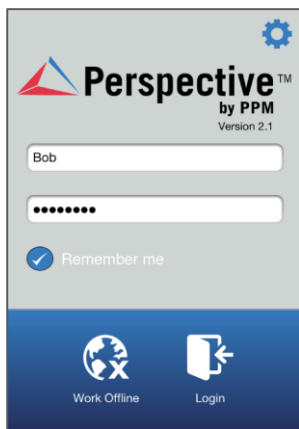 Perspective™
by PPM
Version 2.1
Bob
••••••••
Remember me
Work Offline
Login